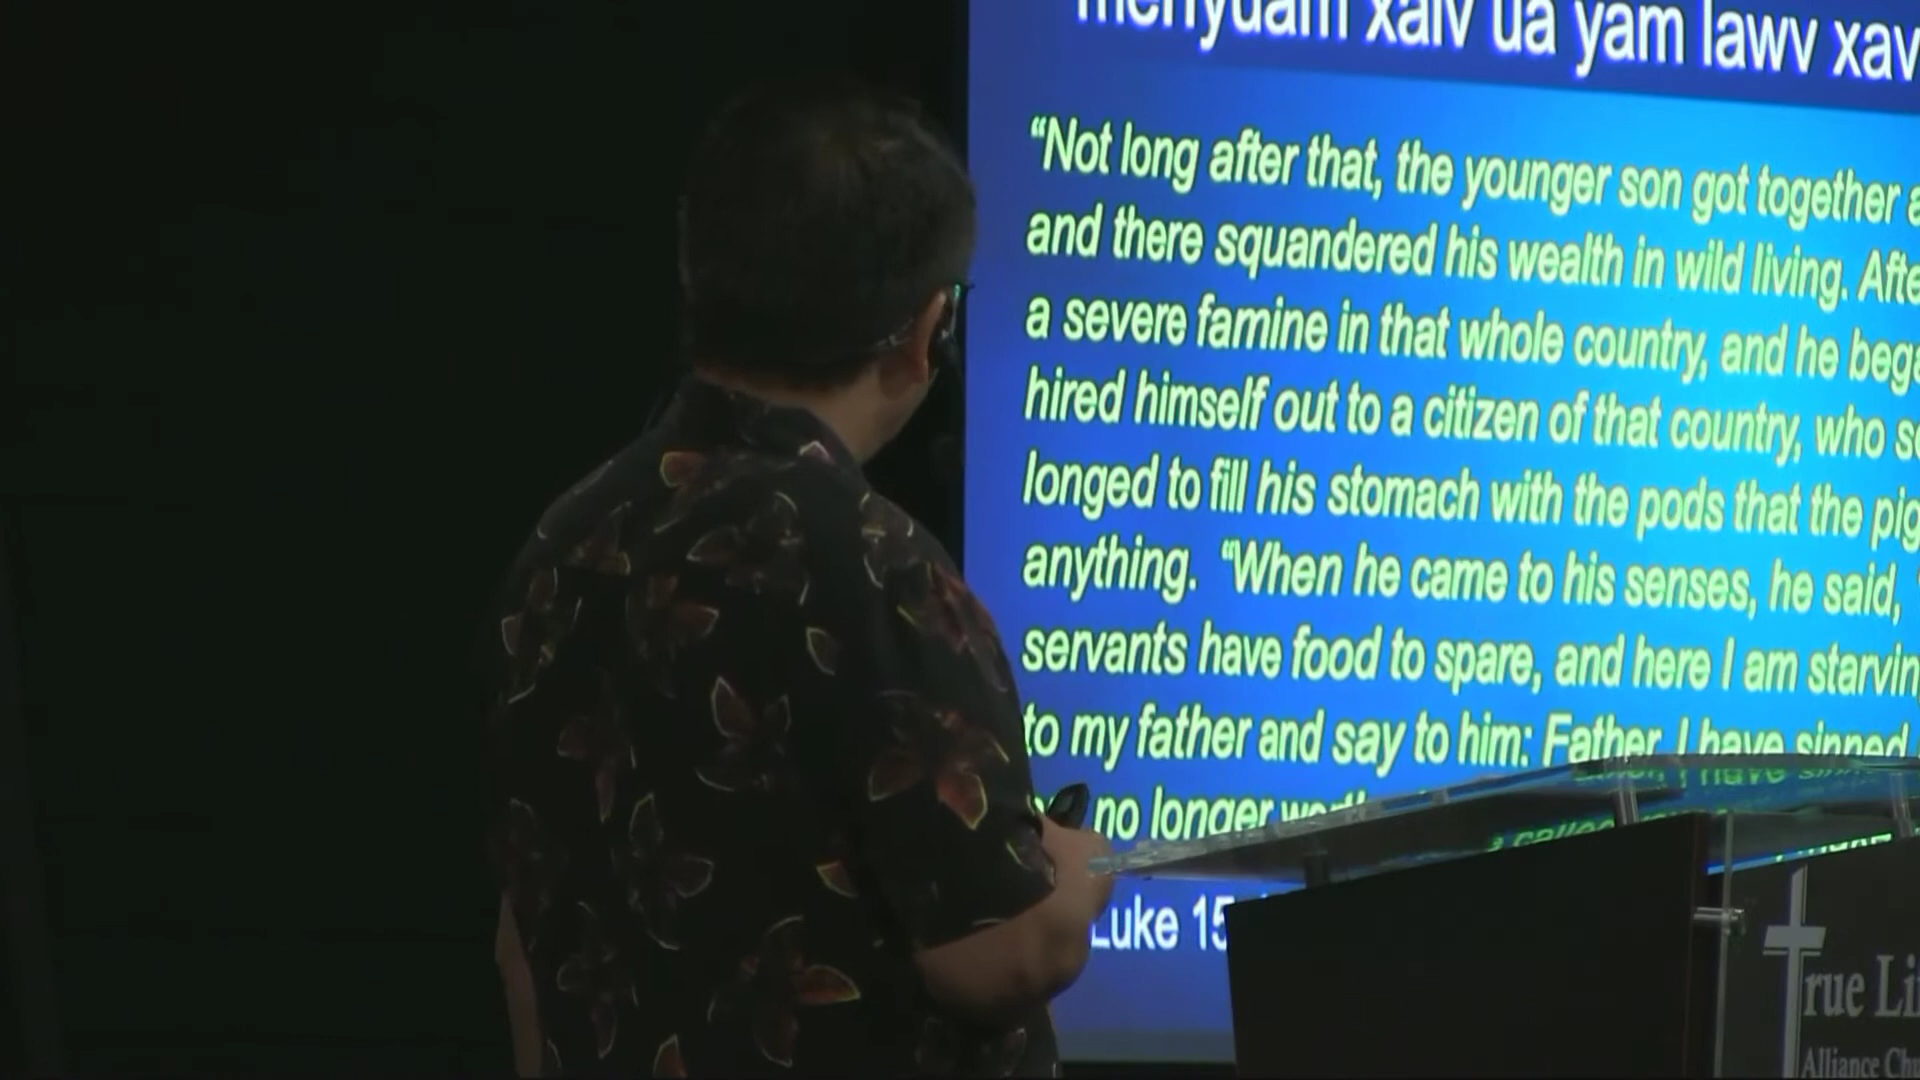 xaiv ua yam lawv xav
“Not long after that, the younger son got together
and there squandered his wealth in wild living. Afte
a severe famine in that whole country, and he bega
hired himself out to a citizen of that country, who s
longed to fill his stomach with the pods that the pig
anything. “When he came to his senses, he said,
servants have food to spare, and here I am starvin
to my father and say to him: Father, I have sinned
no longer
Luke 15
True Li
Alliance Chu